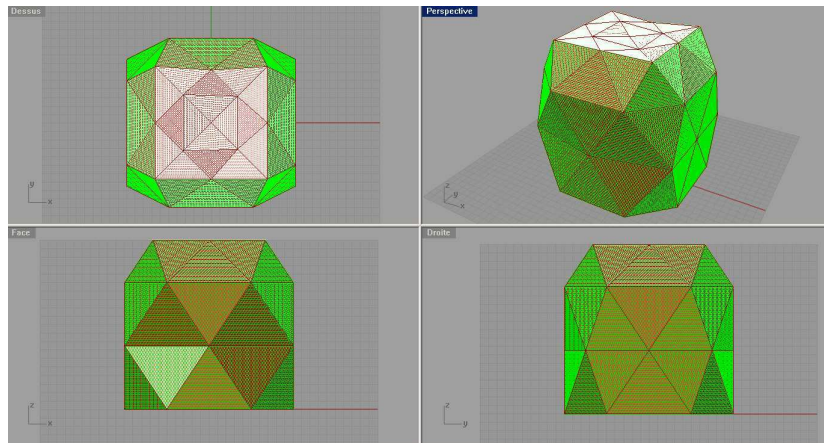 Dessus
Perspective
y
x
z
y
x
Face
Droite
z
x
z
y